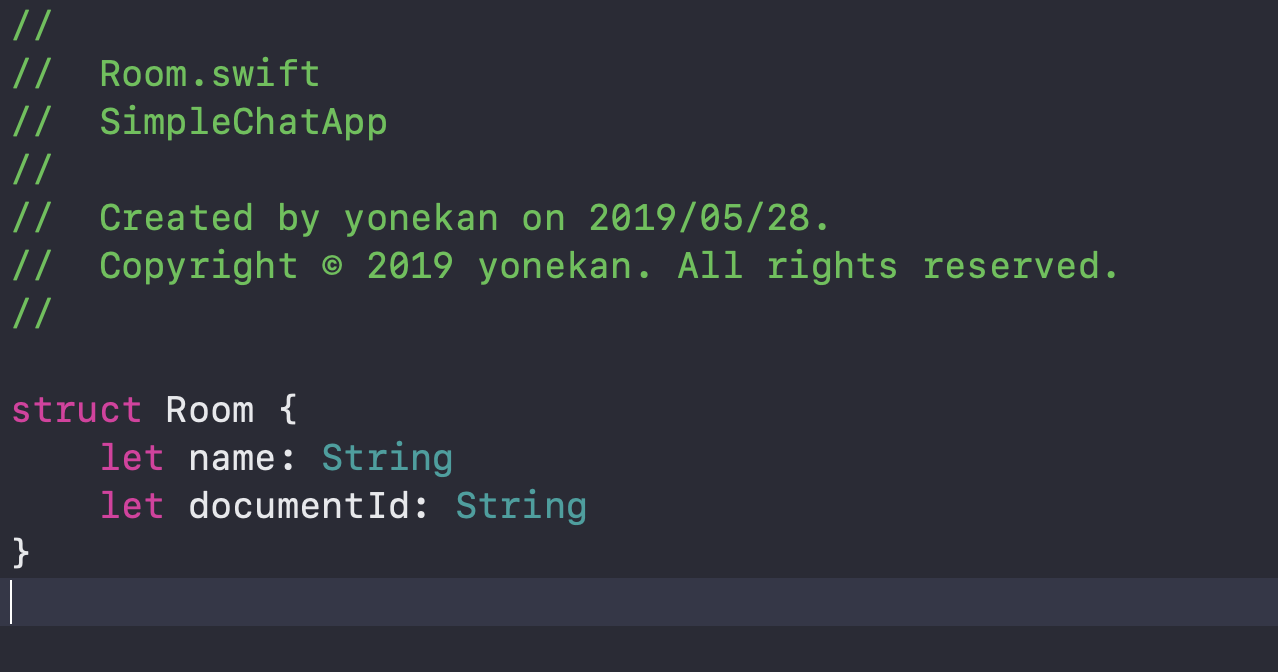 //
//  Room.swift
//  SimpleChatApp
//
//  Created by yonekan on 2019/05/28.
//  Copyright © 2019 yonekan. All rights reserved.
//
struct Room {
    let name: String
    let documentId: String
}